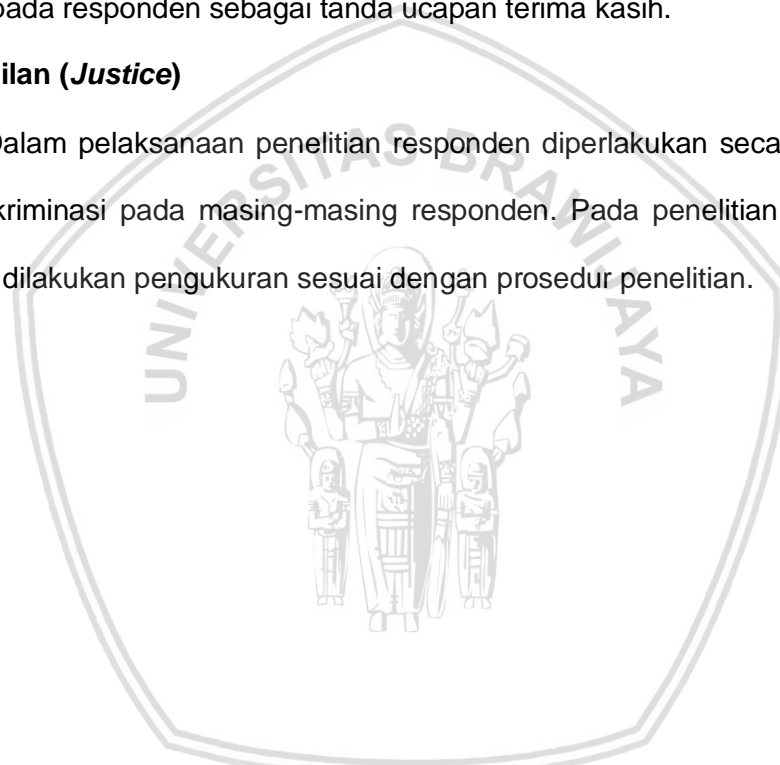 pada responden sebagai tanda ucapan terima kasih.
ilan (Justice)
Dalam pelaksanaan penelitian responden diperlakukan seca
kriminasi pada masing-masing responden. Pada penelitian
dilakukan pengukuran sesuai dengan prosedur penelitian.
UNIVERSITAS BRAWIJAYA